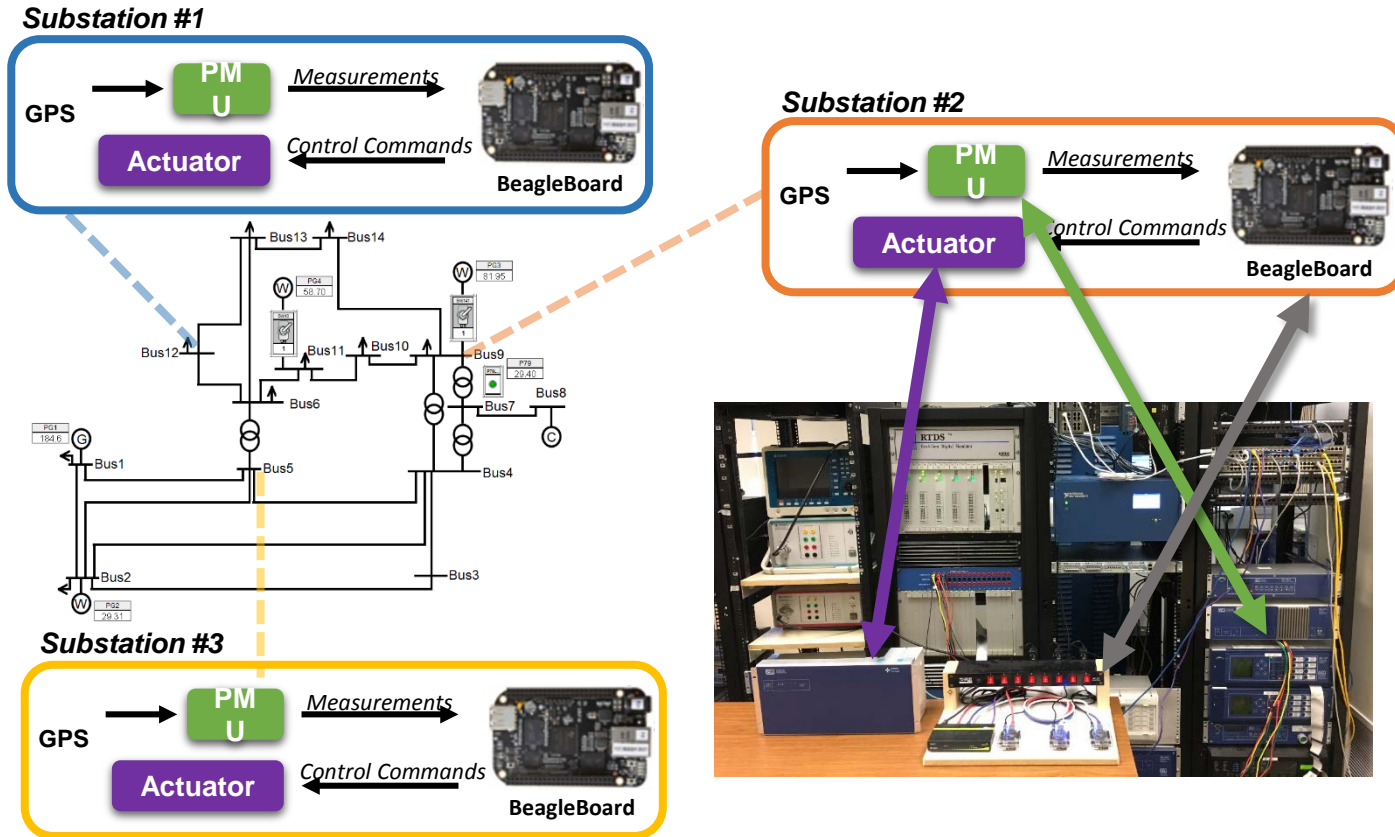 Substation #1
GPS
PM
U
Measurements
Actuator
Control Commands
BeagleBoard
Substation #2
GPS
PM
U
Measurements
Actuator
Control Commands
BeagleBoard
Bus13
Bus14
PG4
58.70
W
W
PG3
81.95
1
1
Bus12
Bus11
Bus10
Bus9
P79
29.40
Bus6
Bus7
Bus8
C
PG1
184.6
G
Bus1
Bus5
Bus4
Bus2
Bus3
W
PG2
29.31
RTDS
Substation #3
GPS
PM
U
Measurements
Actuator
Control Commands
BeagleBoard